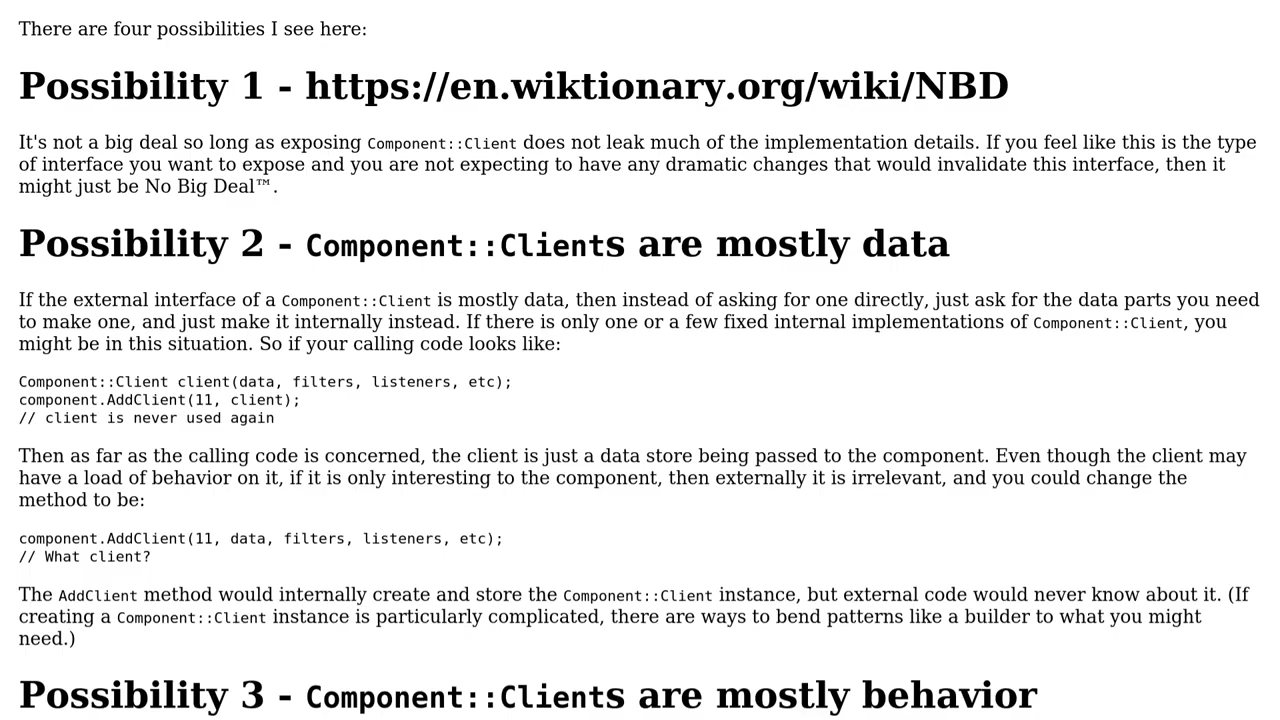 There are four possibilities I see here:
Possibility 1 - https://en.wiktionary.org/wiki/NBD
It's not a big deal so long as exposing Component::Client does not leak much of the implementation details. If you feel like this is the type
of interface you want to expose and you are not expecting to have any dramatic changes that would invalidate this interface, then it
might just be No Big Deal™.
Possibility 2 - Component::Clients are mostly data
If the external interface of a Component::Client is mostly data, then instead of asking for one directly, just ask for the data parts you need
to make one, and just make it internally instead. If there is only one or a few fixed internal implementations of Component::Client, you
might be in this situation. So if your calling code looks like:
Component::Client client(data, filters, listeners, etc);
component.AddClient(11, client);
// client is never used again
Then as far as the calling code is concerned, the client is just a data store being passed to the component. Even though the client may
have a load of behavior on it, if it is only interesting to the component, then externally it is irrelevant, and you could change the
method to be:
component.AddClient(11, data, filters, listeners, etc);
// What client?
The AddClient method would internally create and store the Component::Client instance, but external code would never know about it. (If
creating a Component::Client instance is particularly complicated, there are ways to bend patterns like a builder to what you might
need.)
Possibility 3 - Component::Clients are mostly behavior